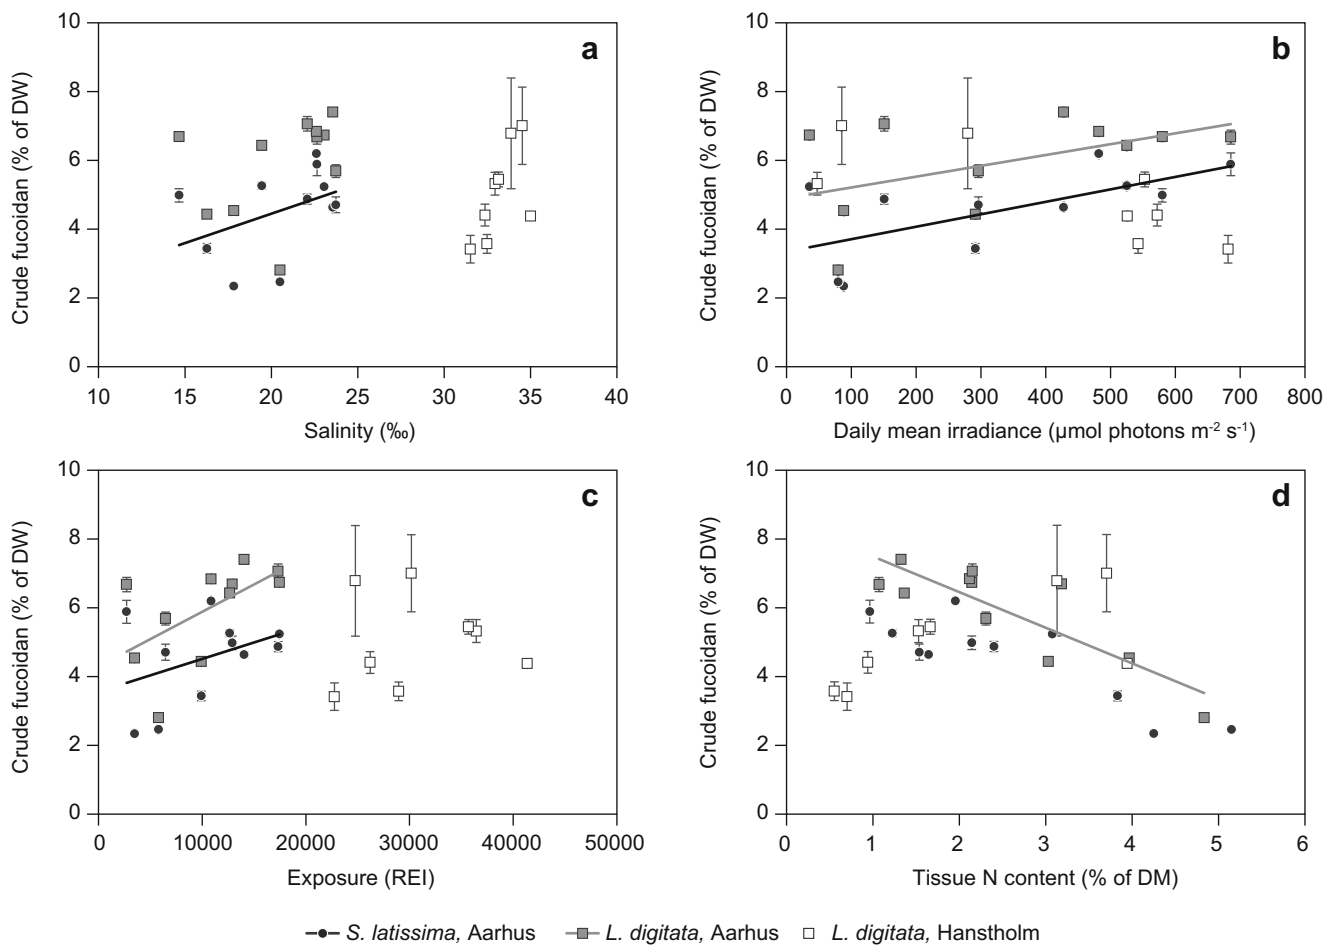 a
10
8
6
4
2
0
Crude fucoidan (% of DW)
10 15 20 25 30 35 40
Salinity (‰)
b
10
8
6
4
2
0
Crude fucoidan (% of DW)
0 100 200 300 400 500 600 700 800
Daily mean irradiance (µmol photons m⁻² s⁻¹)
c
10
8
6
4
2
0
Crude fucoidan (% of DW)
0 10000 20000 30000 40000 50000
Exposure (REI)
d
10
8
6
4
2
0
Crude fucoidan (% of DW)
0 1 2 3 4 5 6
Tissue N content (% of DM)
S. latissima, Aarhus L. digitata, Aarhus L. digitata, Hanstholm